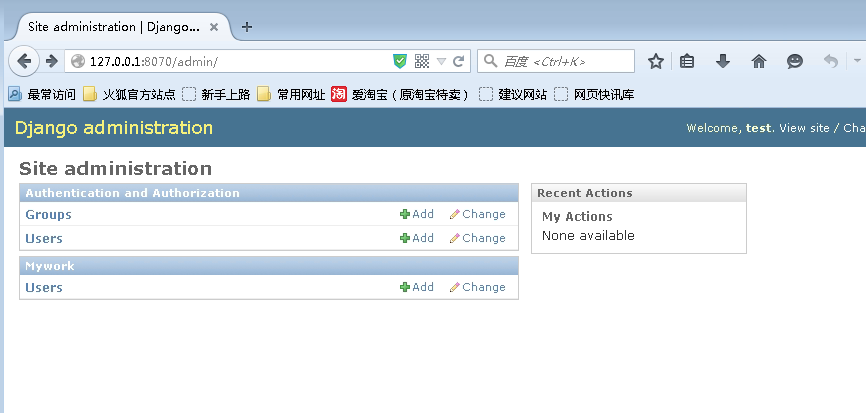 Site administration | Django...
127.0.0.1:8070/admin/
百度 <Ctrl+K>
最常访问 火狐官方站点 新手上路 常用网址 淘 爱淘宝（原淘宝特卖） 建议网站 网页快讯库
Django administration
Welcome, test. View site / Cha
Site administration
Authentication and Authorization
Groups Add Change
Users Add Change
Mywork
Users Add Change
Recent Actions
My Actions
None available